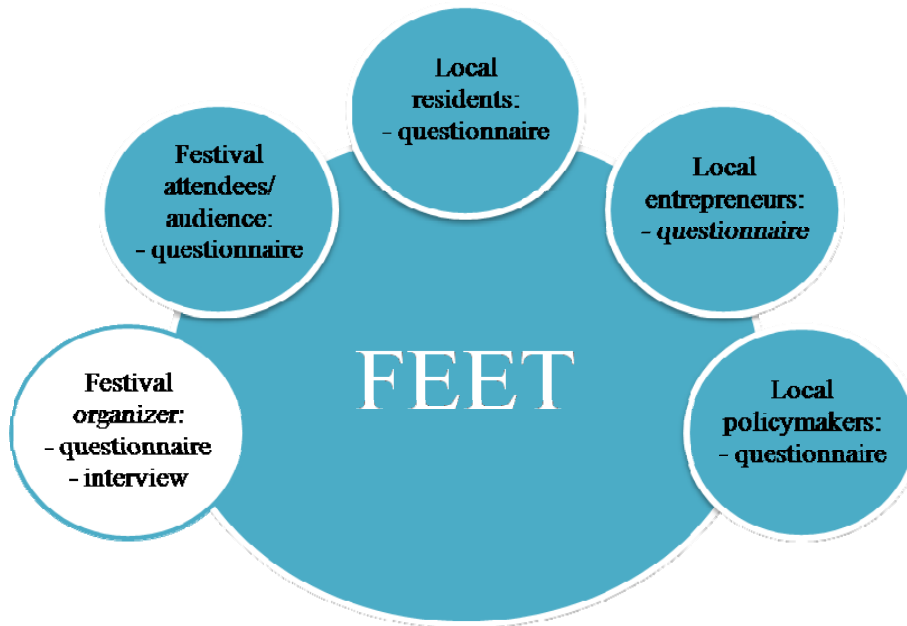 Local
residents:
- questionnaire
Festival
attendees/
audience:
- questionnaire
Local
entrepreneurs:
- questionnaire
FEET
Festival
organizer:
- questionnaire
- interview
Local
policymakers:
- questionnaire